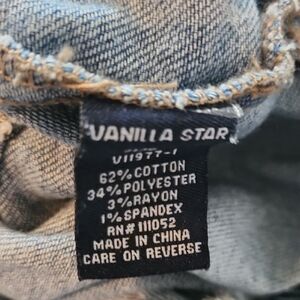 VANILLA STAR
V11977-1
62% COTTON
34% POLYESTER
3% RAYON
1% SPANDEX
RN# 111052
MADE IN CHINA
CARE ON REVERSE